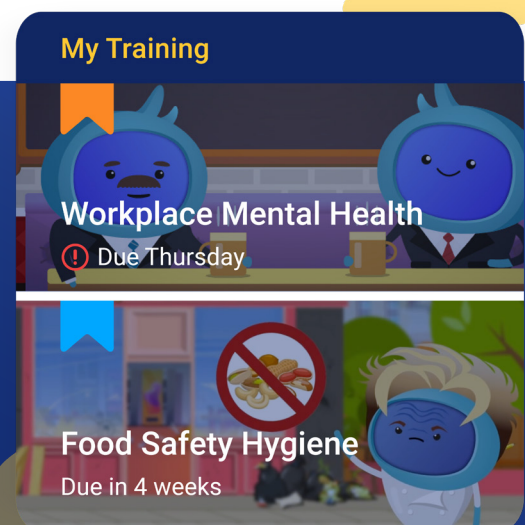 My Training
Workplace Mental Health
Due Thursday
Food Safety Hygiene
Due in 4 weeks